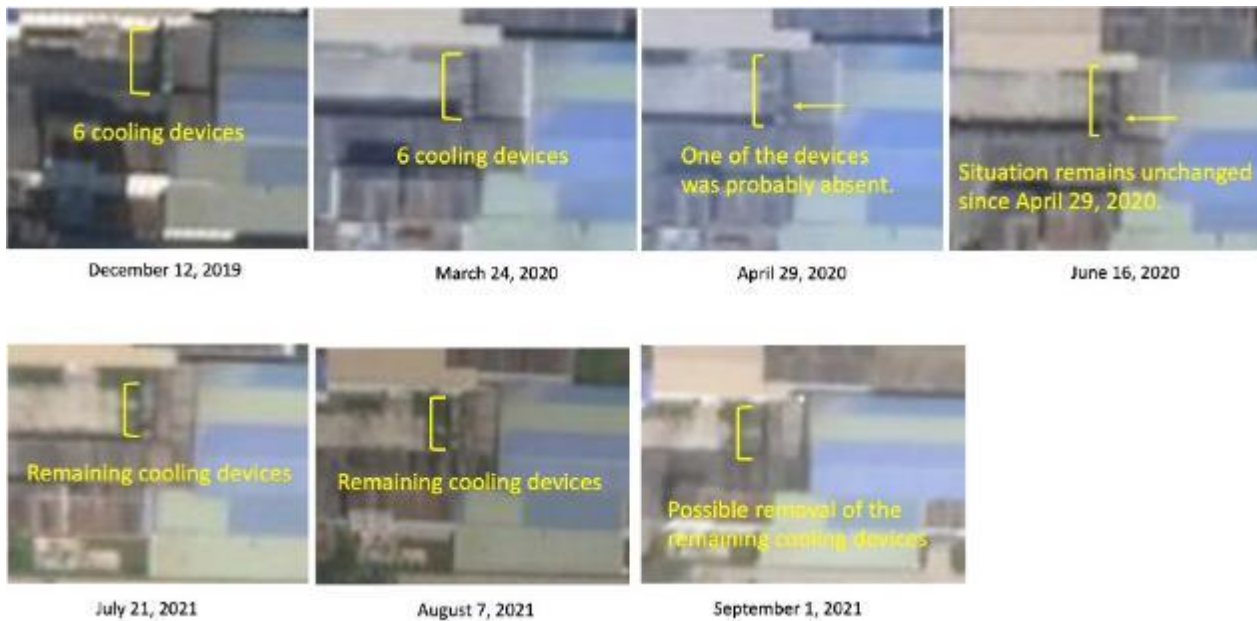 6 cooling devices
6 cooling devices
One of the devices
was probably absent.
Situation remains unchanged
since April 29, 2020.
December 12, 2019
March 24, 2020
April 29, 2020
June 16, 2020
Remaining cooling devices
Remaining cooling devices
Possible removal of the
remaining cooling devices
July 21, 2021
August 7, 2021
September 1, 2021